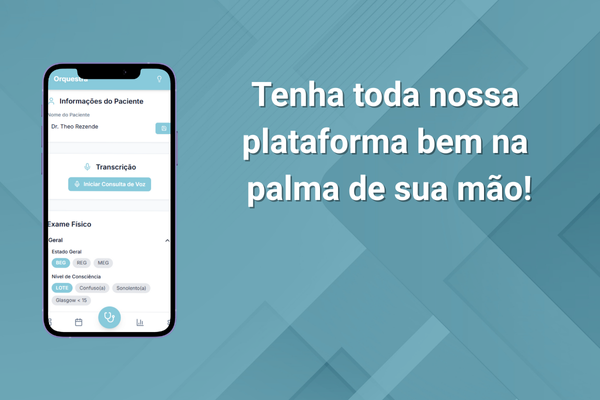 Orquestra
Informações do Paciente
Nome do Paciente
Dr. Theo Rezende
Transcrição
Iniciar Consulta de Voz
Exame Físico
Geral
Estado Geral
BEG REG MEG
Nível de Consciência
LOTE Confuso(a) Sonolento(a)
Glasgow < 15
Tenha toda nossa
plataforma bem na
palma de sua mão!